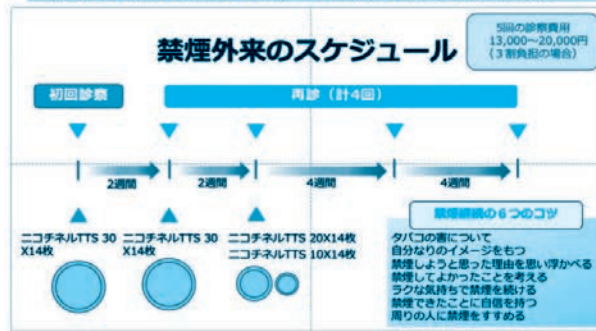 禁煙外来のスケジュール
5回の診察費用
13,000～20,000円
（3割負担の場合）
初回診察
再診（計4回）
2週間
2週間
4週間
4週間
ニコチネルTTS 30
X14枚
ニコチネルTTS 30
X14枚
ニコチネルTTS 20X14枚
ニコチネルTTS 10X14枚
禁煙継続の６つのコツ
タバコの害について
自分なりのイメージをもつ
禁煙しようと思った理由を思い浮かべる
禁煙してよかったことを考える
ラクな気持ちで禁煙を続ける
禁煙できたことに自信を持つ
周りの人に禁煙をすすめる